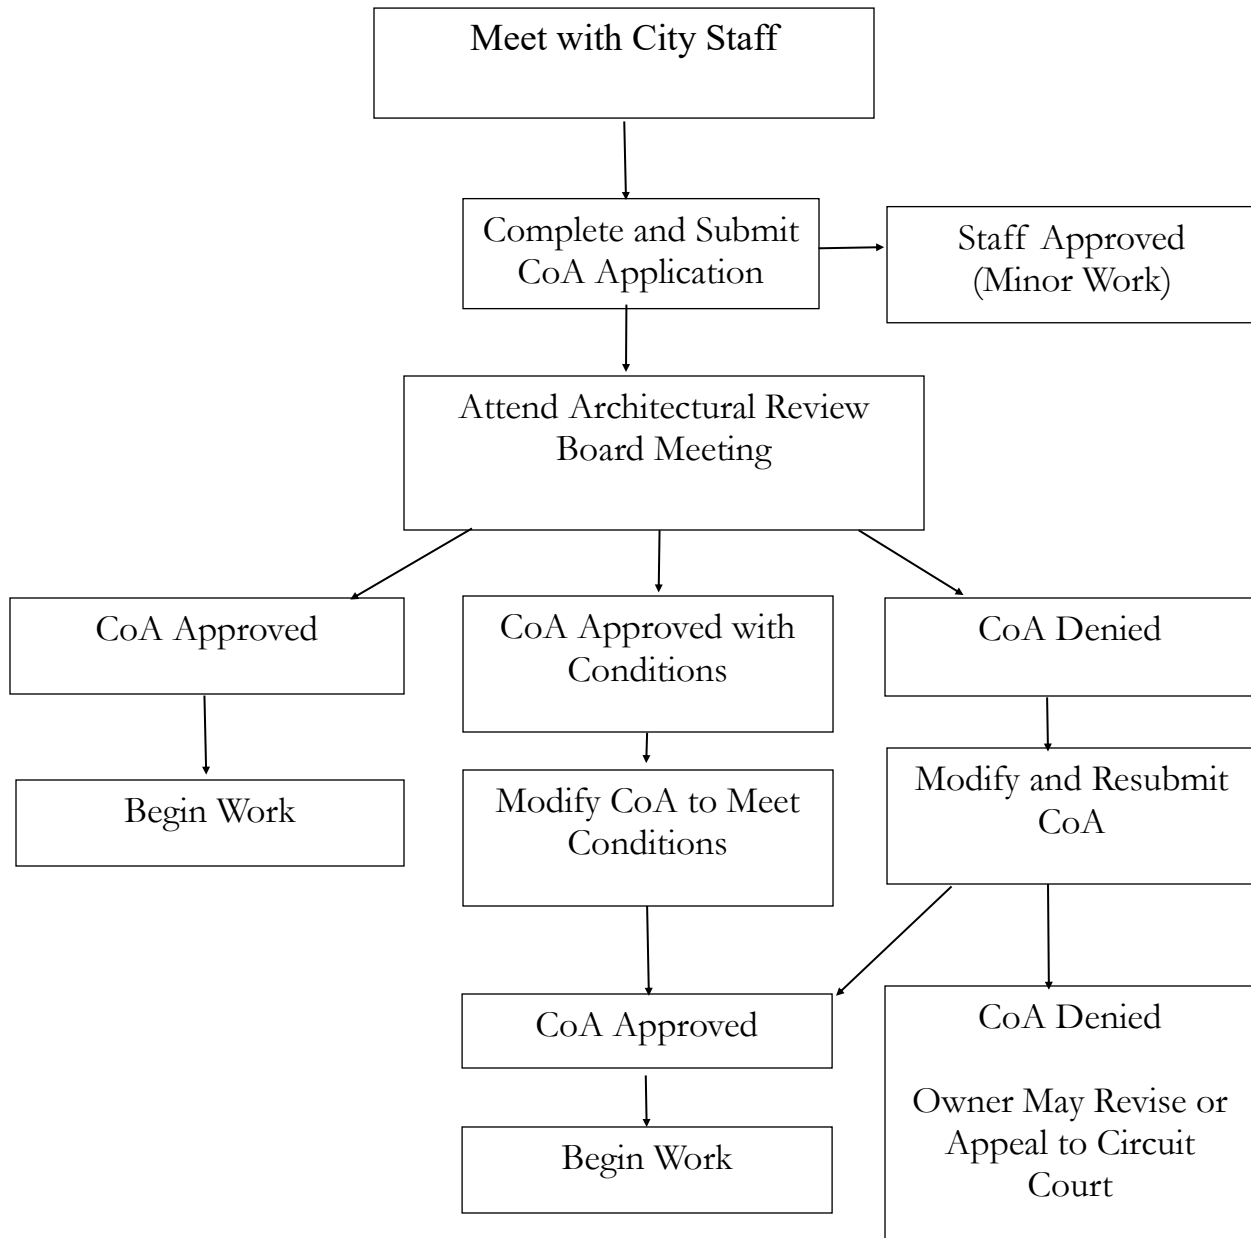 Meet with City Staff
Complete and Submit
CoA Application
Staff Approved
(Minor Work)
Attend Architectural Review
Board Meeting
CoA Approved
CoA Approved with
Conditions
CoA Denied
Begin Work
Modify CoA to Meet
Conditions
Modify and Resubmit
CoA
CoA Approved
CoA Denied
Owner May Revise or
Appeal to Circuit
Court
Begin Work